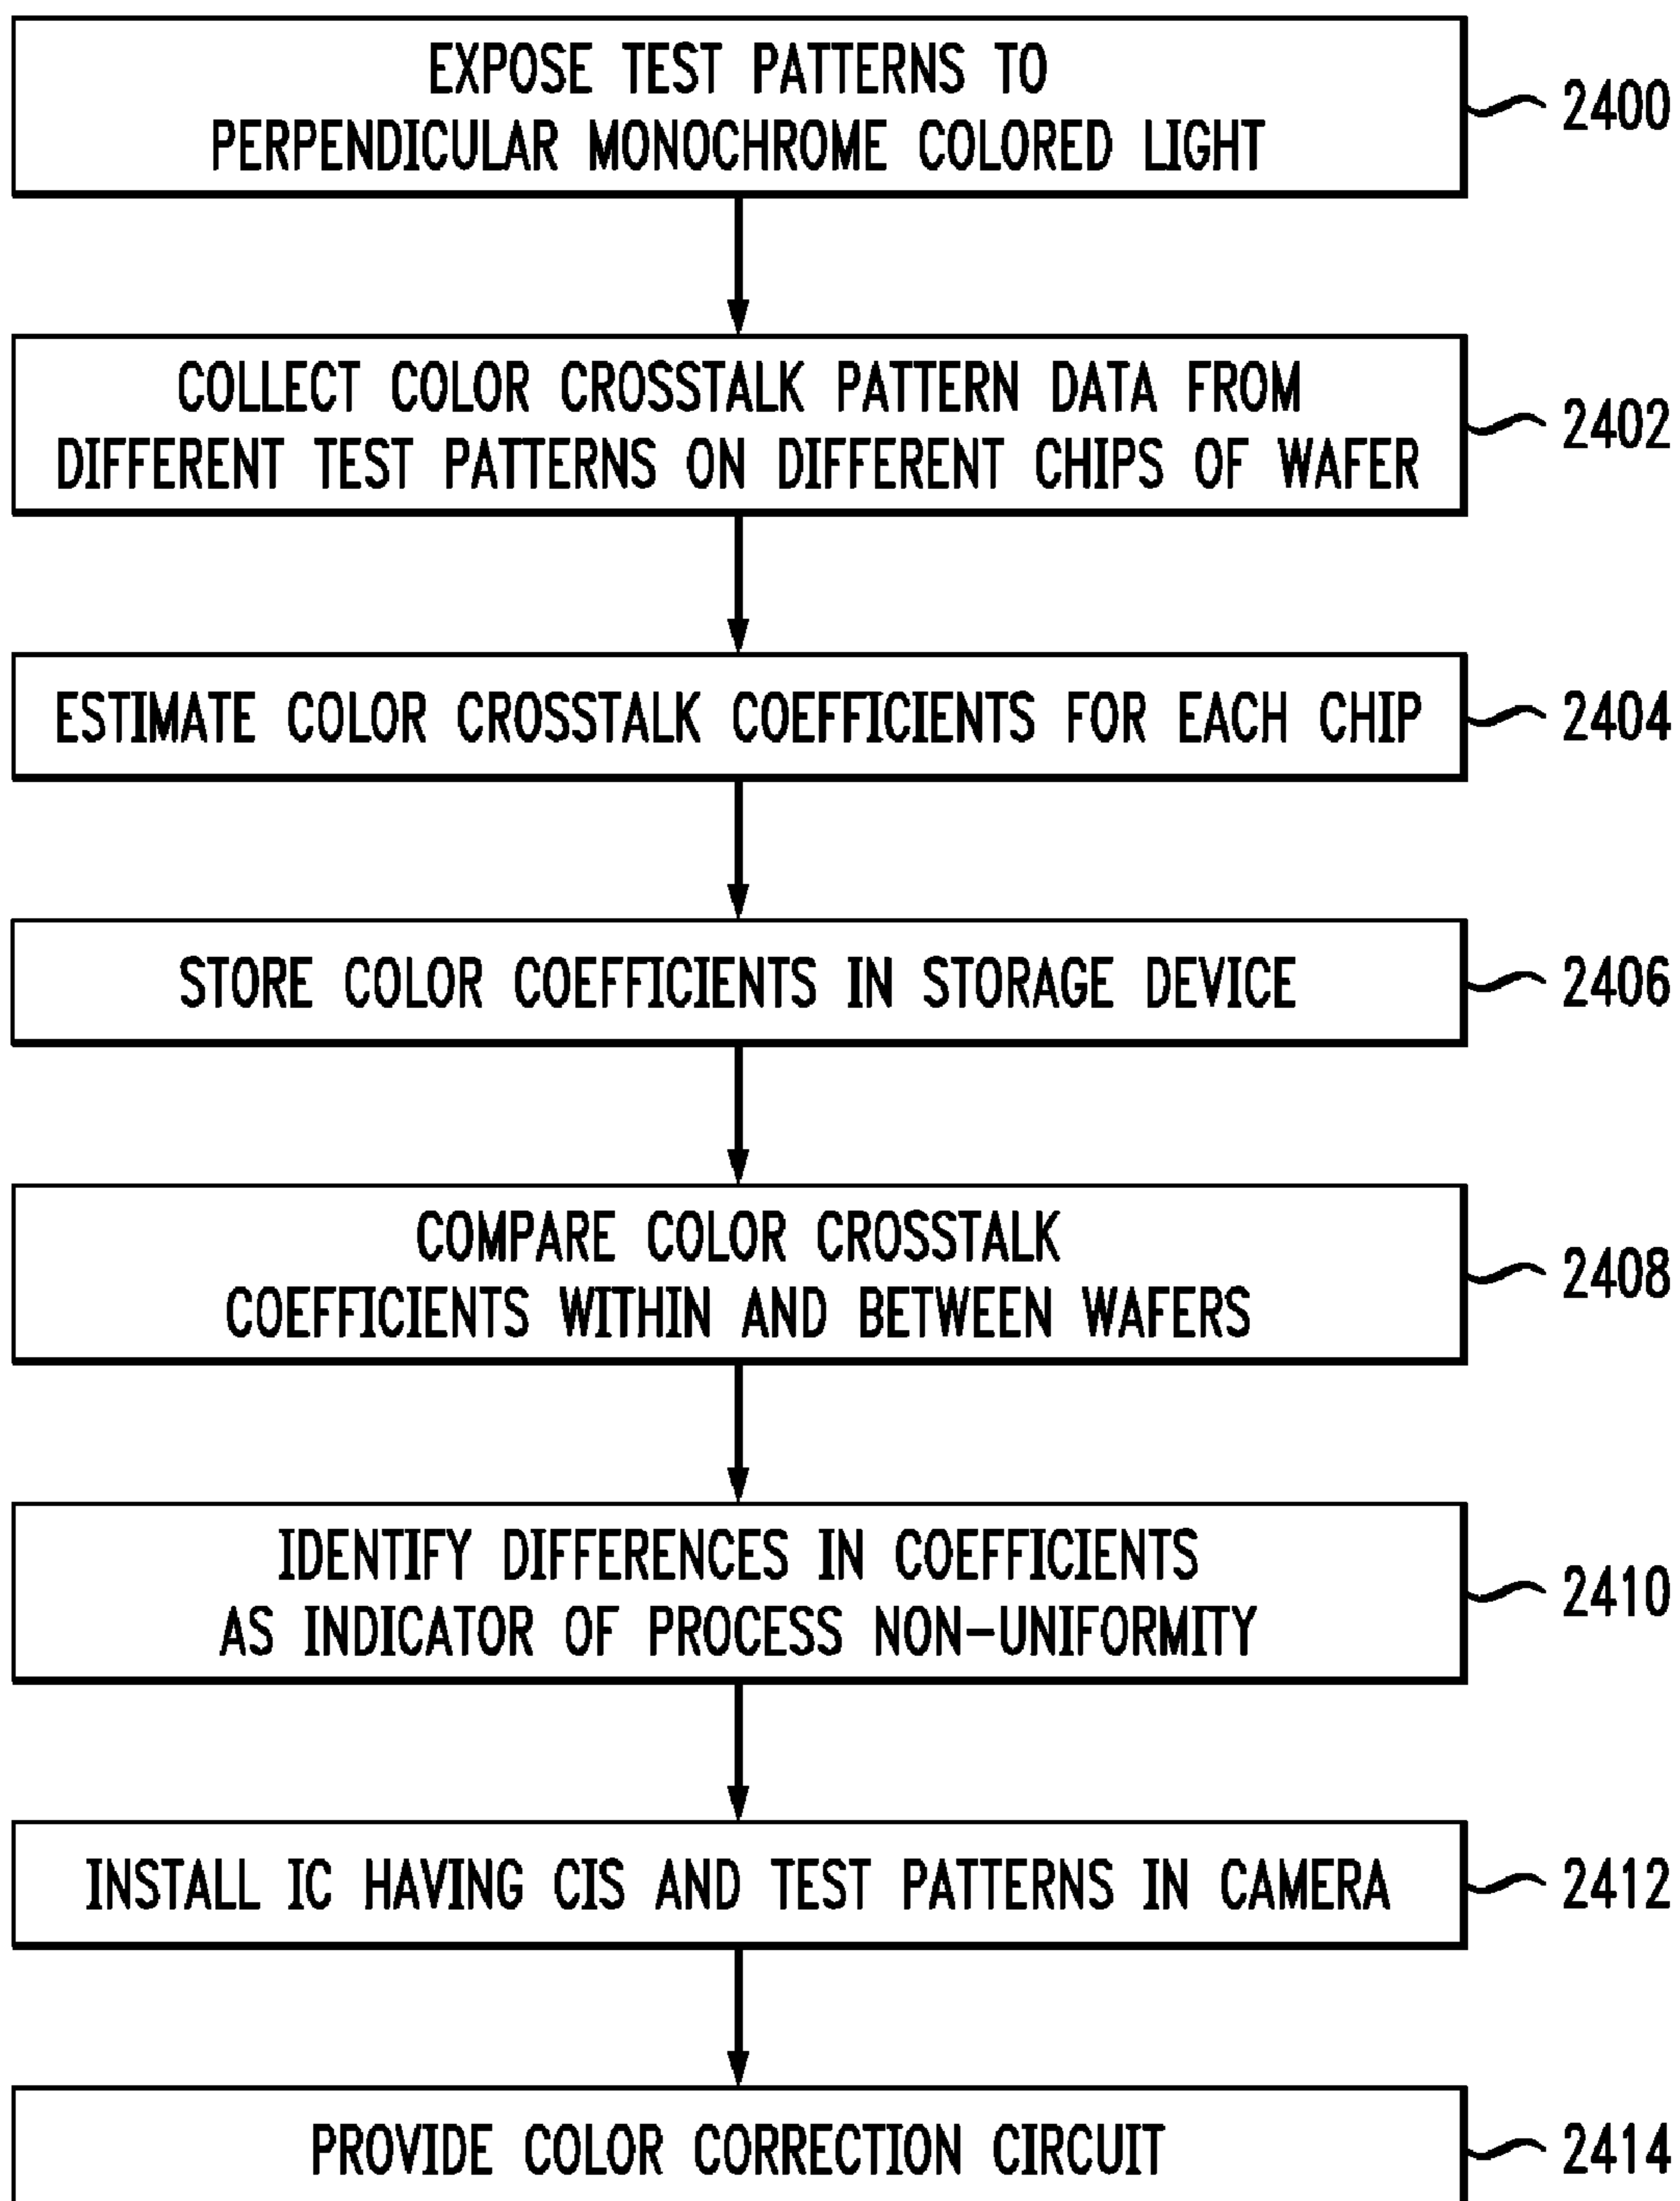 EXPOSE TEST PATTERNS TO
PERPENDICULAR MONOCHROME COLORED LIGHT
2400
COLLECT COLOR CROSSTALK PATTERN DATA FROM
DIFFERENT TEST PATTERNS ON DIFFERENT CHIPS OF WAFER
2402
ESTIMATE COLOR CROSSTALK COEFFICIENTS FOR EACH CHIP
2404
STORE COLOR COEFFICIENTS IN STORAGE DEVICE
2406
COMPARE COLOR CROSSTALK
COEFFICIENTS WITHIN AND BETWEEN WAFERS
2408
IDENTIFY DIFFERENCES IN COEFFICIENTS
AS INDICATOR OF PROCESS NON-UNIFORMITY
2410
INSTALL IC HAVING CIS AND TEST PATTERNS IN CAMERA
2412
PROVIDE COLOR CORRECTION CIRCUIT
2414